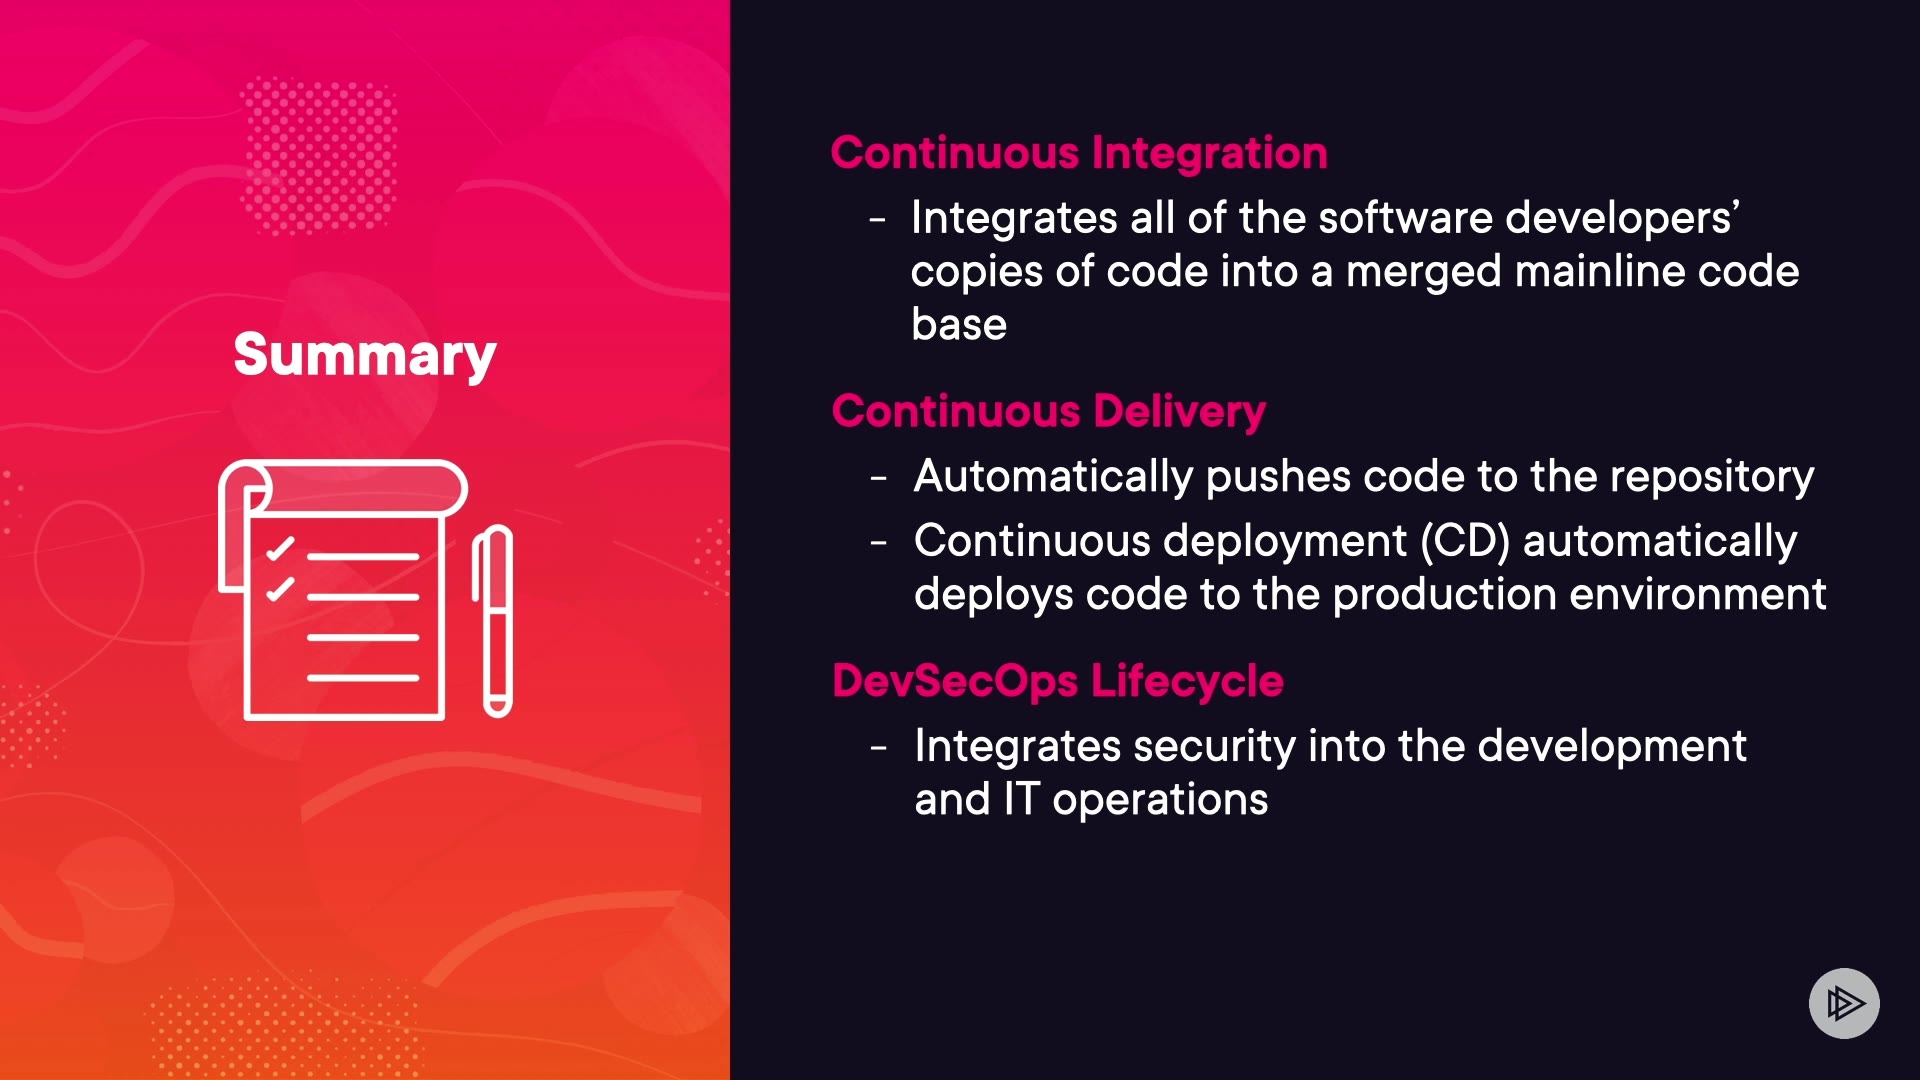 Summary
Continuous Integration
- Integrates all of the software developers’
copies of code into a merged mainline code
base
Continuous Delivery
- Automatically pushes code to the repository
- Continuous deployment (CD) automatically
deploys code to the production environment
DevSecOps Lifecycle
- Integrates security into the development
and IT operations